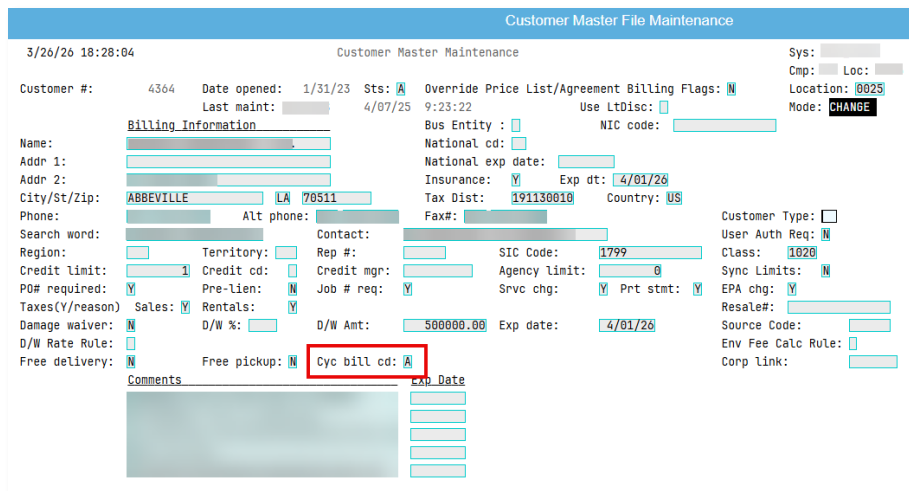 Customer Master File Maintenance
3/26/26 18:28:04 Customer Master Maintenance Sys:
Cmp: Loc:
Customer #: 4364 Date opened: 1/31/23 Sts: A Override Price List/Agreement Billing Flags: N Location: 0025
Last maint: 4/07/25 9:23:22 Use LtDisc: Mode: CHANGE
Billing Information Bus Entity : NIC code:
Name: National cd:
Addr 1: National exp date:
Addr 2: Insurance: Y Exp dt: 4/01/26
City/St/Zip: ABBEVILLE LA 70511 Tax Dist: 191130010 Country: US
Phone: Alt phone: Fax#: Customer Type:
Search word: Contact: User Auth Req: N
Region: Territory: Rep #: SIC Code: 1799 Class: 1020
Credit limit: 1 Credit cd: Credit mgr: Agency limit: 0 Sync Limits: N
PO# required: Y Pre-lien: N Job # req: Y Srvc chg: Y Prt stmt: Y EPA chg: Y
Taxes(Y/reason) Sales: Y Rentals: Y Resale#:
Damage waiver: N D/W %: D/W Amt: 500000.00 Exp date: 4/01/26 Source Code:
D/W Rate Rule: Env Fee Calc Rule:
Free delivery: N Free pickup: N Cyc bill cd: A Corp link:
Comments Exp Date